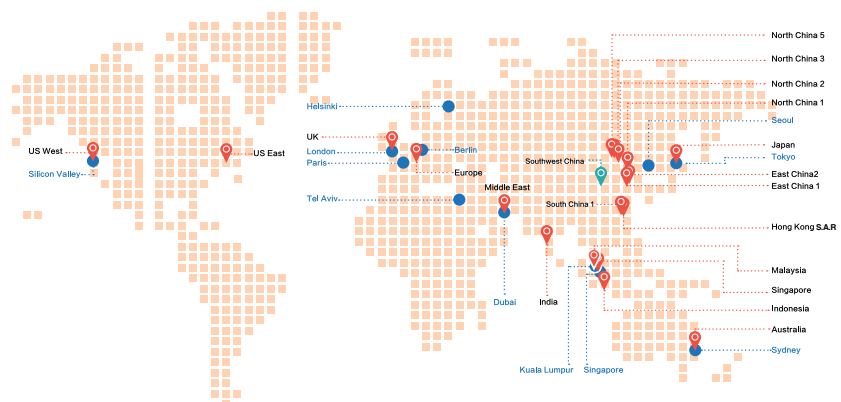 North China 5
North China 3
North China 2
North China 1
Helsinki
Seoul
UK
US West
US East
London
Berlin
Japan
Paris
Southwest China
Tokyo
Silicon Valley
Europe
East China2
Middle East
East China 1
Tel Aviv
South China 1
Hong Kong S.A.R
Malaysia
Singapore
Dubai
India
Indonesia
Australia
Sydney
Kuala Lumpur
Singapore